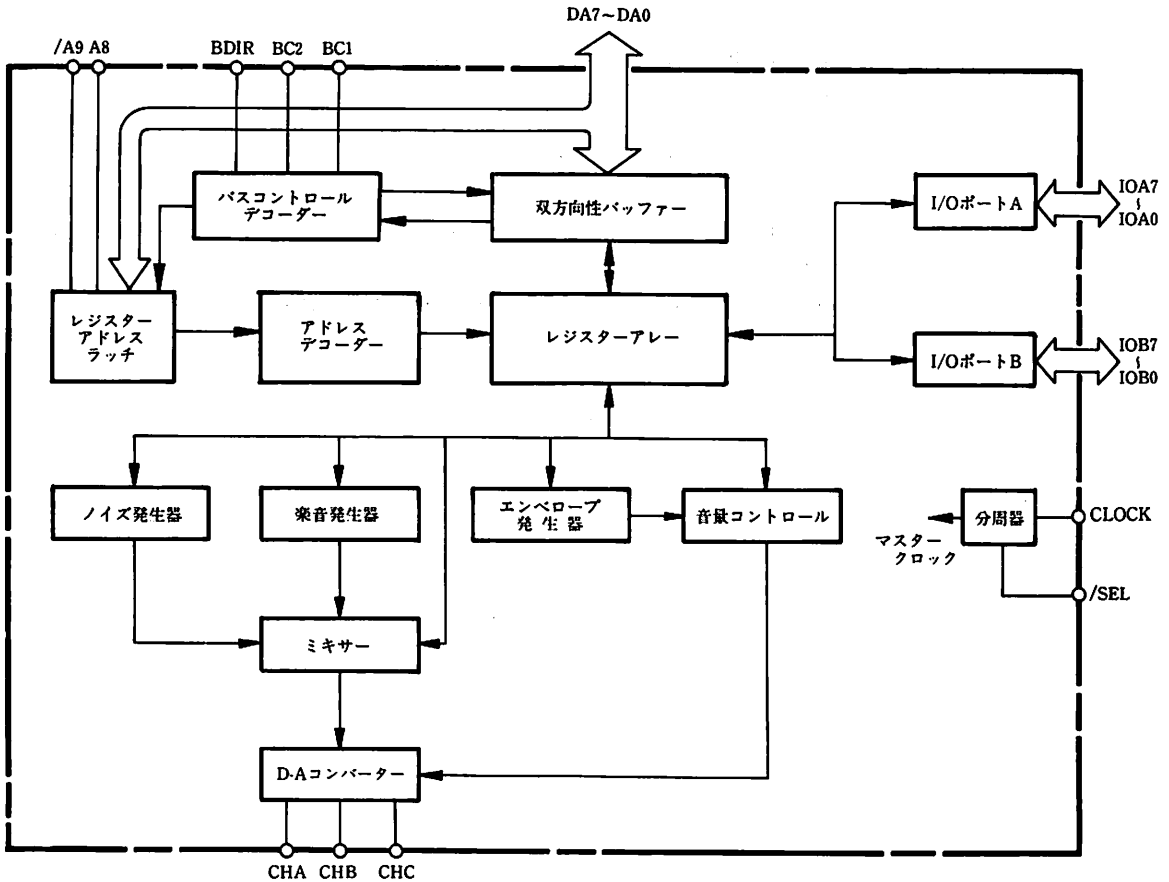 DA7~DA0
/A9 A8 BDIR BC2 BC1
バスコントロール
デコーダー
双方向性バッファー
I/OポートA
IOA7
~
IOA0
レジスター
アドレス
ラッチ
アドレス
デコーダー
レジスターアレー
I/OポートB
IOB7
~
IOB0
ノイズ発生器
楽音発生器
エンベロープ
発生器
音量コントロール
分周器
CLOCK
マスター
クロック
/SEL
ミキサー
D-Aコンバーター
CHA CHB CHC